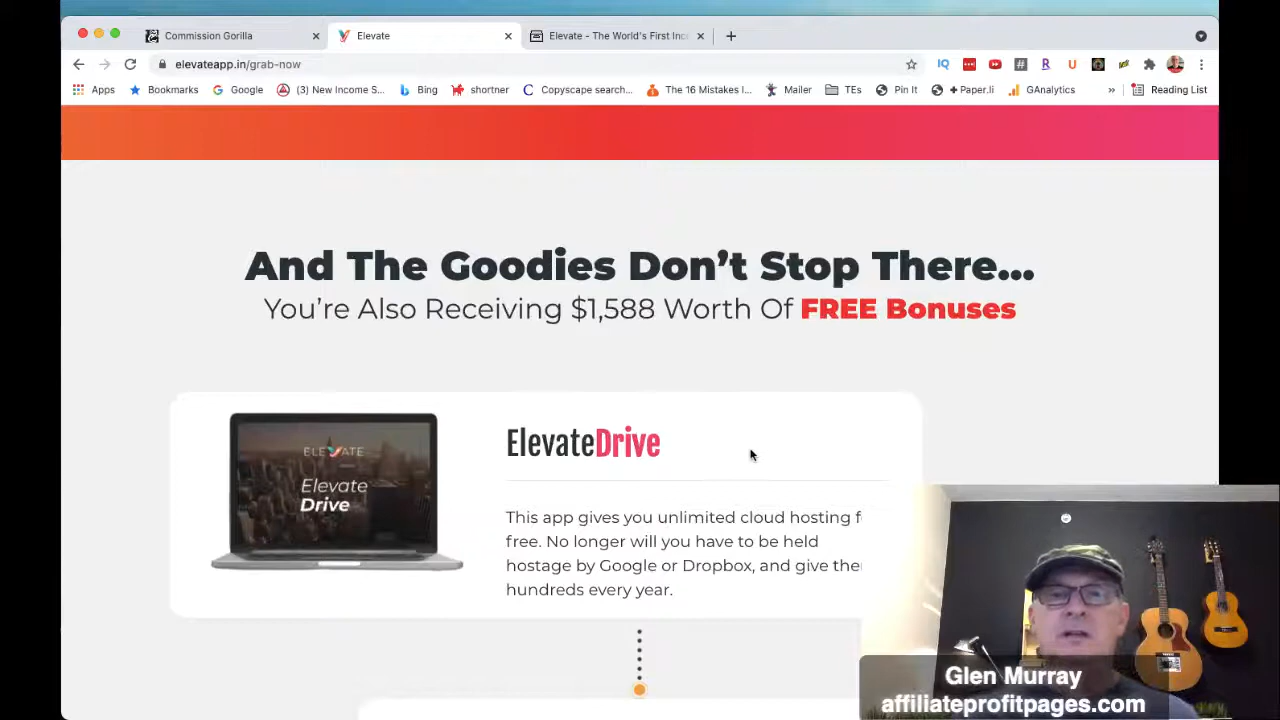 Commission Gorilla
Elevate
Elevate - The World's First Inc
elevateapp.in/grab-now
Apps
Bookmarks
Google
(3) New Income S...
Bing
shortner
Copyscape search...
The 16 Mistakes I...
Mailer
TEs
Pin It
+ Paper.li
GAnalytics
»
Reading List
And The Goodies Don't Stop There...
You're Also Receiving $1,588 Worth Of FREE Bonuses
ELEVATE
Elevate
Drive
ElevateDrive
This app gives you unlimited cloud hosting f
free. No longer will you have to be held
hostage by Google or Dropbox, and give the
hundreds every year.
Glen Murray
affiliateprofitpages.com